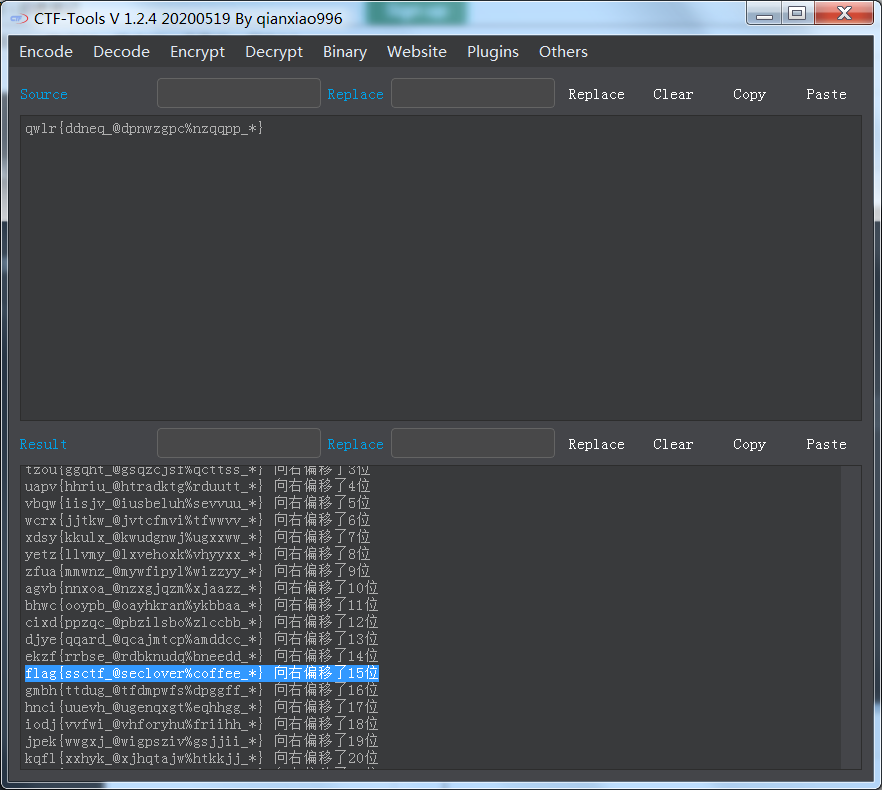 CTF-Tools V 1.2.4 20200519 By qianxiao996
Encode Decode Encrypt Decrypt Binary Website Plugins Others
Source Replace Replace Clear Copy Paste
qwlr{ddneq_@dpnwzgpc%nzqqpp_*}
Result Replace Replace Clear Copy Paste
tzou{ggqht_@gsqzcjsf%qcttss_*} 向右偏移了3位
uapv{hhriu_@htradktg%rduutt_*} 向右偏移了4位
vbqw{iisjv_@iusbeluh%sevvuu_*} 向右偏移了5位
wcrx{jjtkw_@jvtcfmvi%tfwwvv_*} 向右偏移了6位
xdsy{kkulx_@kwudgnwj%ugxxww_*} 向右偏移了7位
yetz{llvmy_@lxvehoxk%vhyyxx_*} 向右偏移了8位
zfua{mmwnz_@mywfipyl%wizzyy_*} 向右偏移了9位
agvb{nnxoa_@nzxgjqzm%xjaazz_*} 向右偏移了10位
bhwc{ooypb_@oayhkran%ykbbaa_*} 向右偏移了11位
cixd{ppzqc_@pbzilsbo%zlccbb_*} 向右偏移了12位
djye{qqard_@qcajmtcp%amddcc_*} 向右偏移了13位
ekzf{rrbse_@rdbknudq%bneedd_*} 向右偏移了14位
flag{ssctf_@seclover%coffee_*} 向右偏移了15位
gmbh{ttdug_@tfdmpwfs%dpggff_*} 向右偏移了16位
hnci{uuevh_@ugenqxgt%eqhhgg_*} 向右偏移了17位
iodj{vvfwi_@vhforyhu%friihh_*} 向右偏移了18位
jpek{wwgxj_@wigpsziv%gsjjii_*} 向右偏移了19位
kqfl{xxhyk_@xjhqtajw%htkkjj_*} 向右偏移了20位